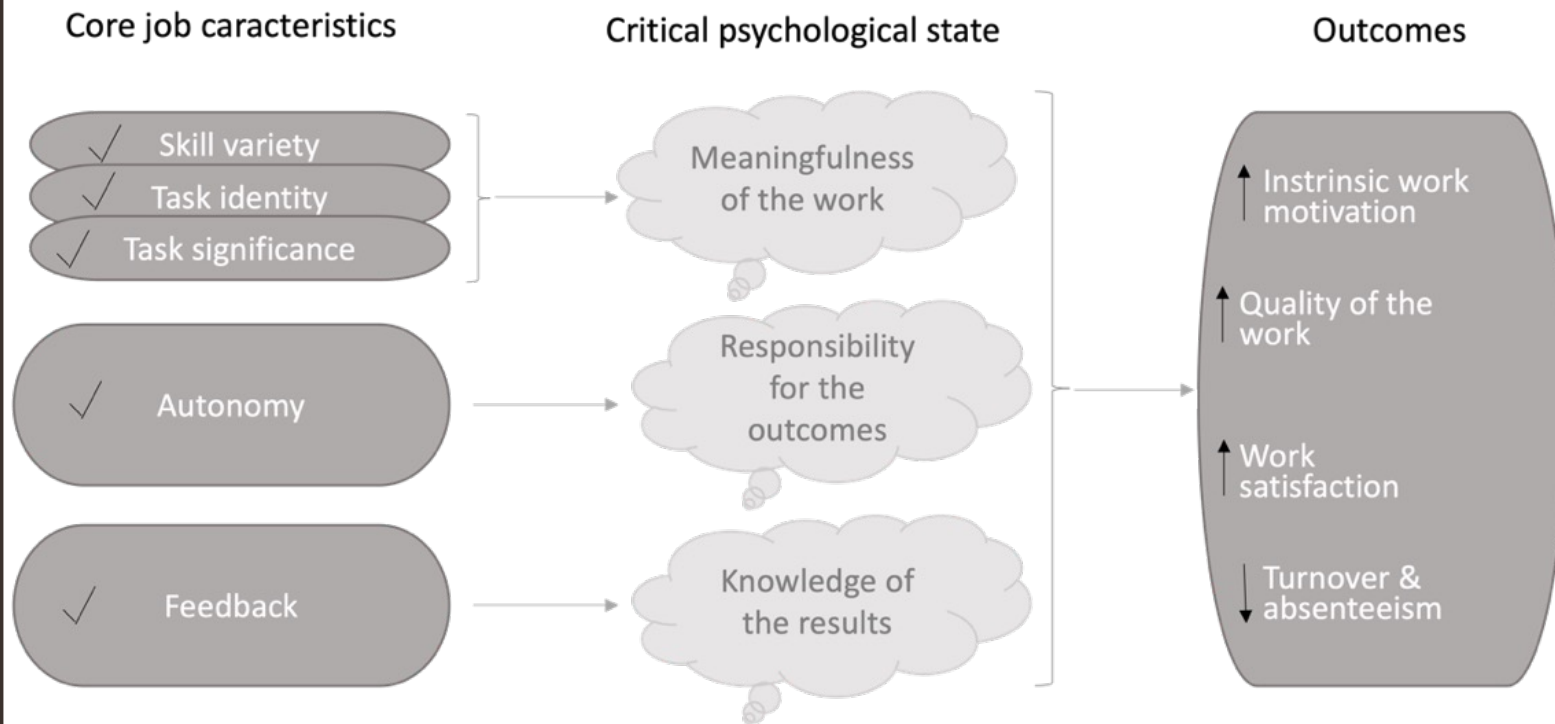 Core job caracteristics
Critical psychological state
Outcomes
Skill variety
Task identity
Task significance
Autonomy
Feedback
Meaningfulness
of the work
Responsibility
for the
outcomes
Knowledge of
the results
Instrinsic work
motivation
Quality of the
work
Work
satisfaction
Turnover &
absenteeism